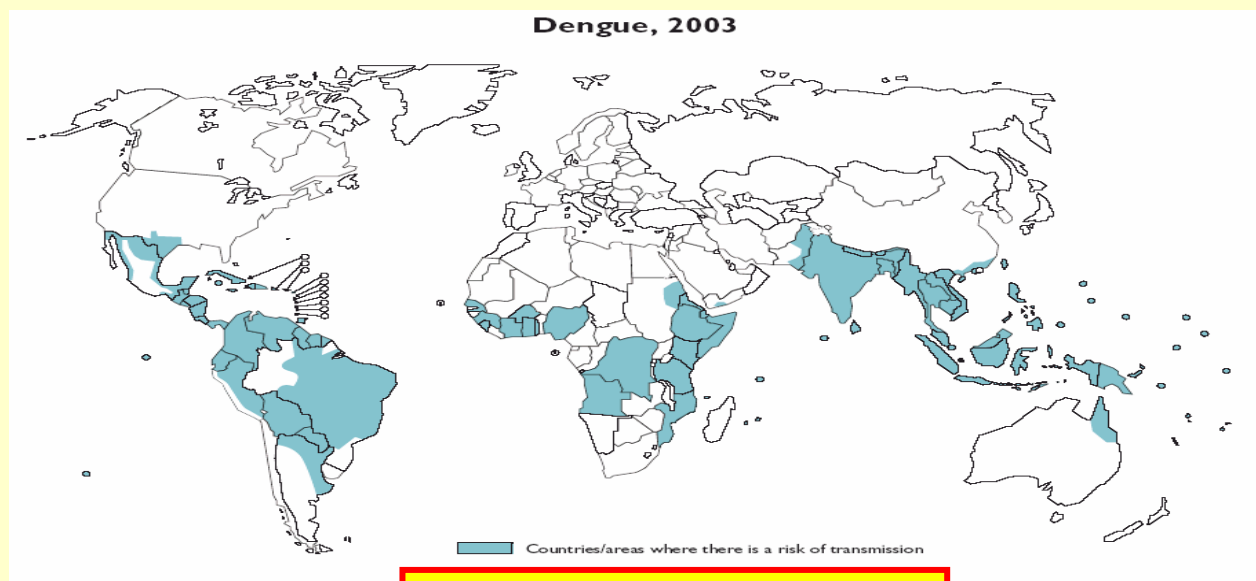 Dengue, 2003
Countries/areas where there is a risk of transmission